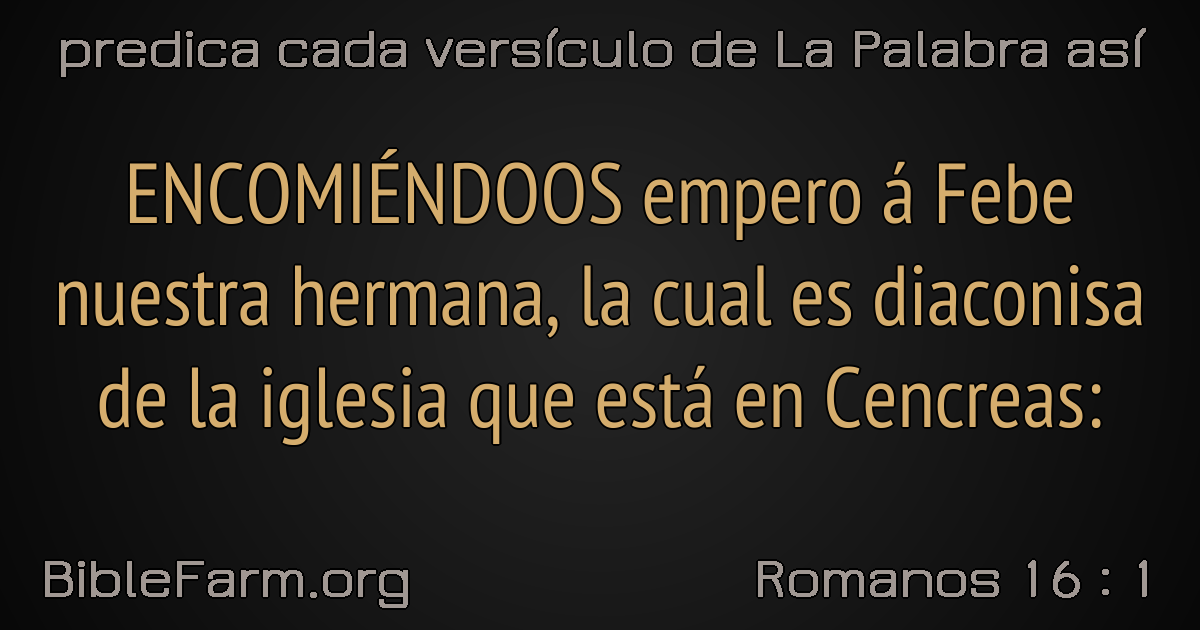 predica cada versículo de La Palabra así
ENCOMIÉNDOOS empero á Febe
nuestra hermana, la cual es diaconisa
de la iglesia que está en Cencreas:
BibleFarm.org
Romanos 16 : 1